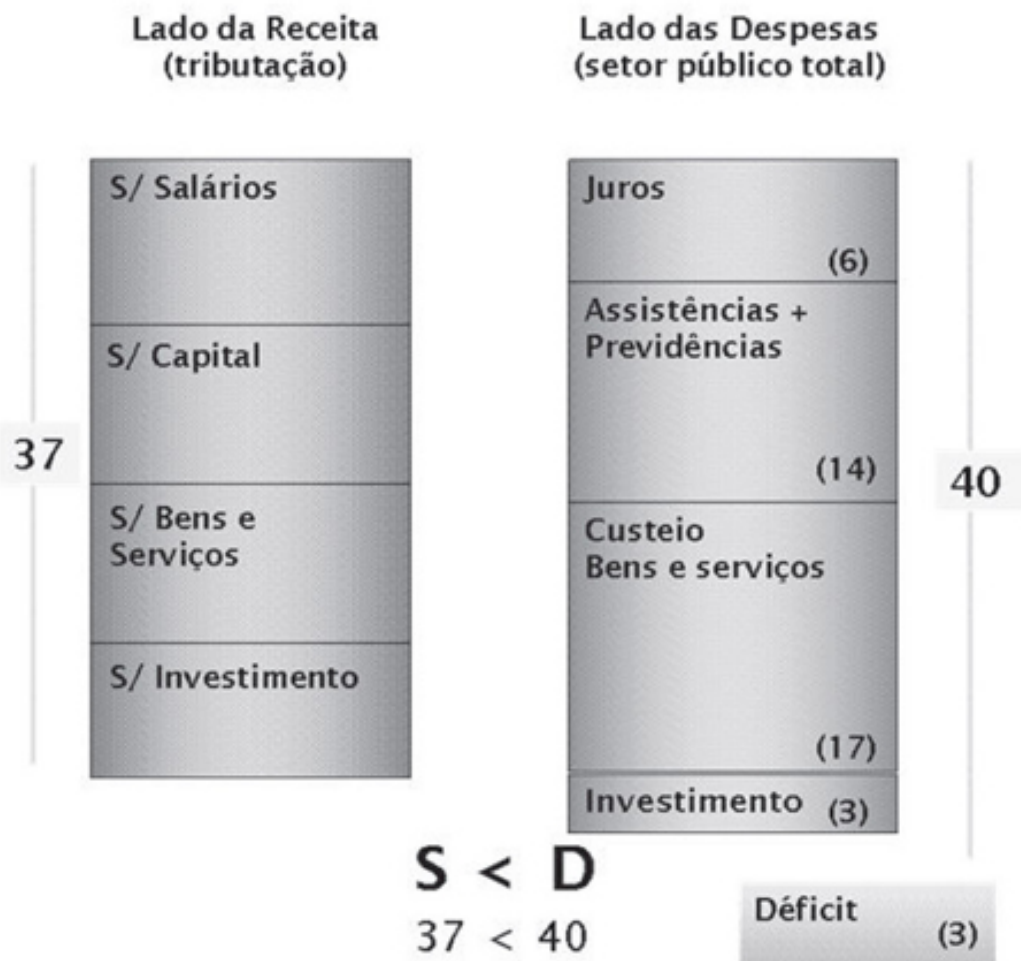 Lado da Receita
(tributação)
Lado das Despesas
(setor público total)
37
S/ Salários
S/ Capital
S/ Bens e
Serviços
S/ Investimento
Juros
(6)
Assistências +
Previdências
(14)
Custeio
Bens e serviços
(17)
Investimento (3)
40
S < D
37 < 40
Déficit
(3)